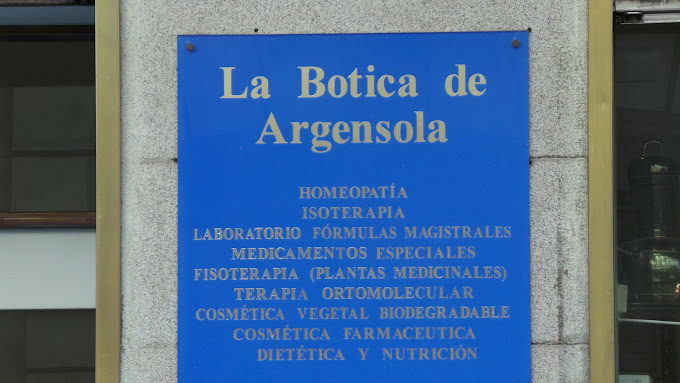 La Botica de
Argensola
HOMEOPATÍA
ISOTERAPIA
LABORATORIO FÓRMULAS MAGISTRALES
MEDICAMENTOS ESPECIALES
FISOTERAPIA (PLANTAS MEDICINALES)
TERAPIA ORTOMOLECULAR
COSMÉTICA VEGETAL BIODEGRADABLE
COSMÉTICA FARMACEUTICA
DIETÉTICA Y NUTRICIÓN